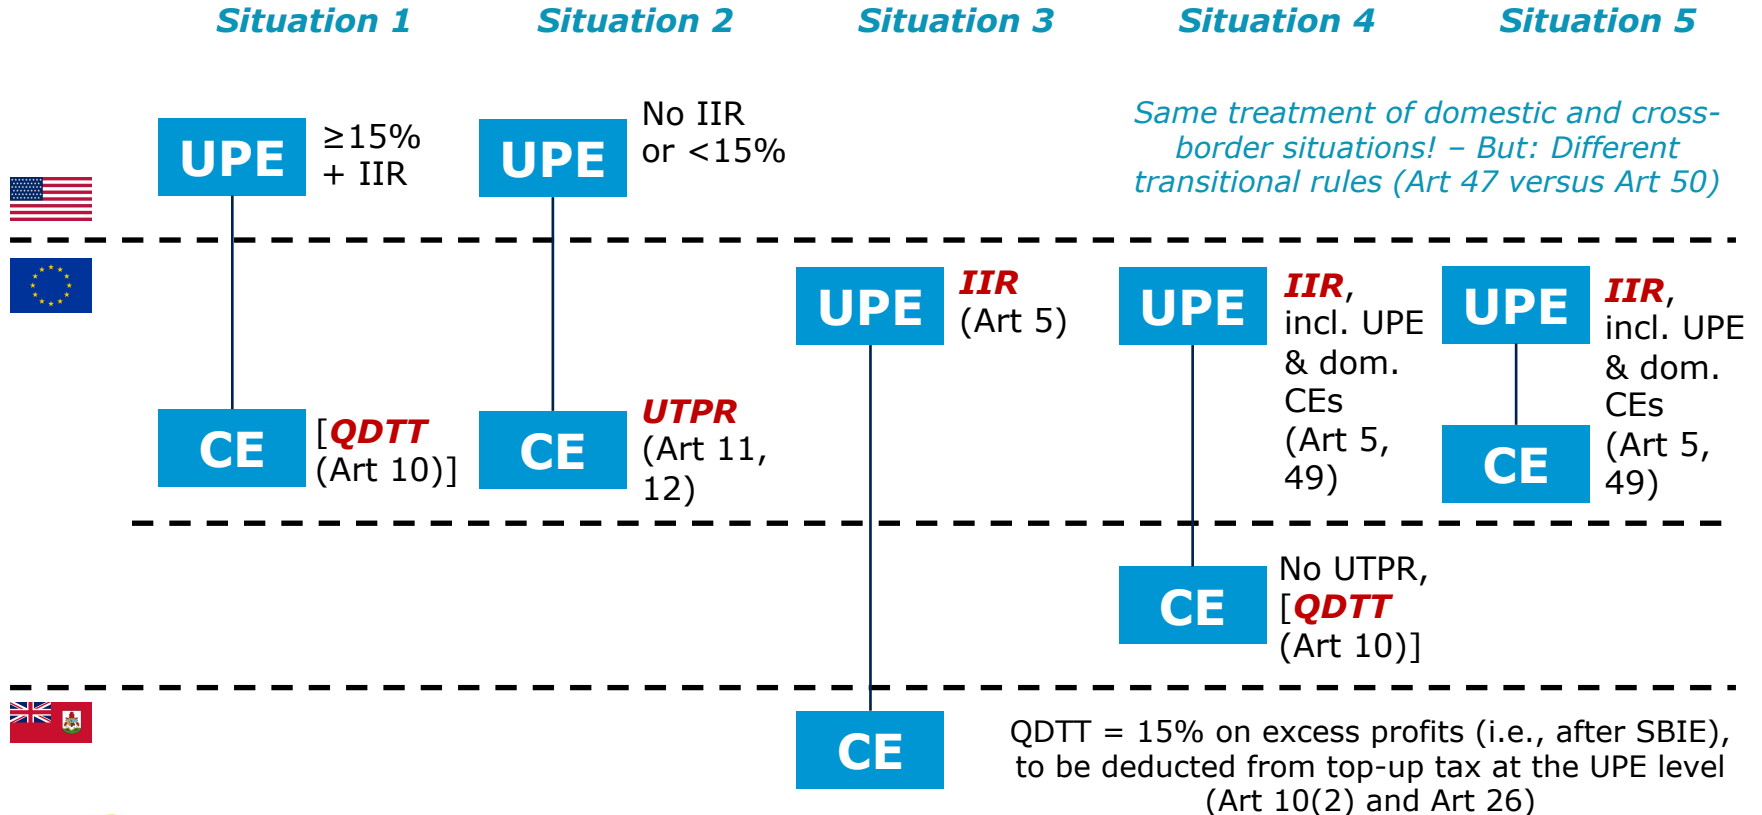 Situation 1
Situation 2
Situation 3
Situation 4
Situation 5
UPE
≥15%
+ IIR
UPE
No IIR
or <15%
Same treatment of domestic and cross-
border situations! – But: Different
transitional rules (Art 47 versus Art 50)
UPE
IIR
(Art 5)
UPE
IIR,
incl. UPE
& dom.
CEs
(Art 5,
49)
UPE
IIR,
incl. UPE
& dom.
CEs
(Art 5,
49)
CE
[QDTT
(Art 10)]
CE
UTPR
(Art 11,
12)
CE
CE
No UTPR,
[QDTT
(Art 10)]
CE
QDTT = 15% on excess profits (i.e., after SBIE),
to be deducted from top-up tax at the UPE level
(Art 10(2) and Art 26)